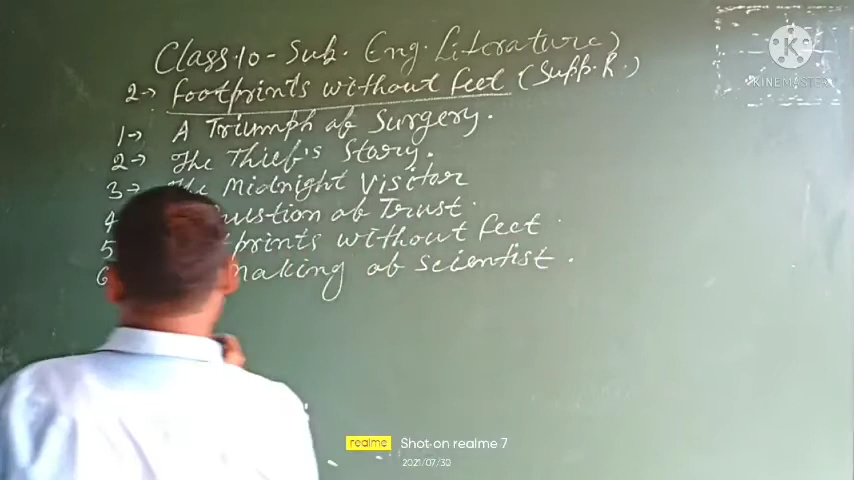 Class.10 - Sub. Eng. Literature)
2→ Footprints without feet (Supp. R.)
1→ A Triumph of Surgery.
2→ The Thief's Story.
3→ The Midnight Visitor
4 uestion of Trust.
5 tprints without feet.
6 making of scientist.
K
KINEMASTER
realme Shot on realme 7
2021/07/30